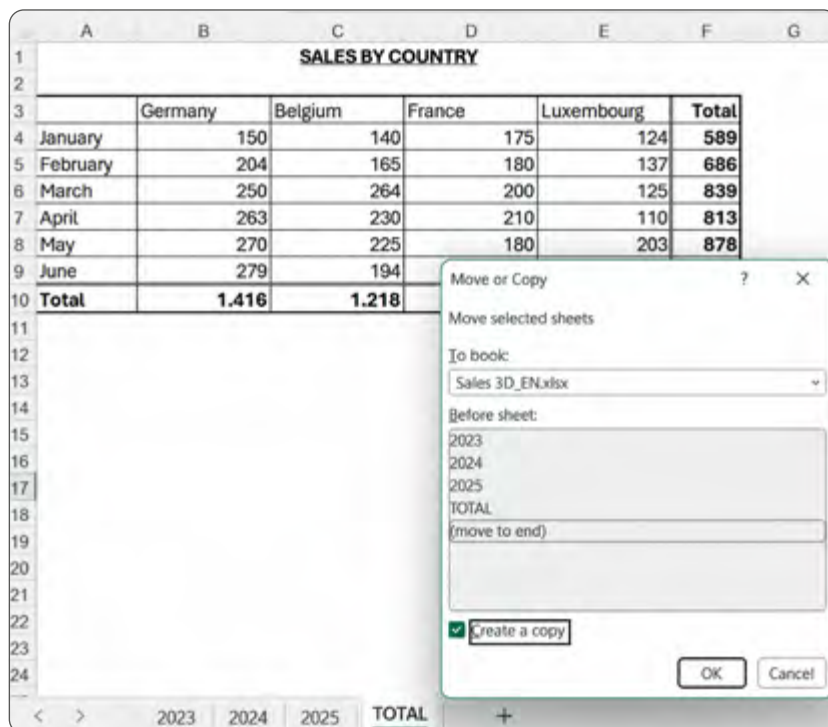 A B C D E F G
1 SALES BY COUNTRY
2
3 Germany Belgium France Luxembourg Total
4 January 150 140 175 124 589
5 February 204 165 180 137 686
6 March 250 264 200 125 839
7 April 263 230 210 110 813
8 May 270 225 180 203 878
9 June 279 194
10 Total 1.416 1.218
11
12
13
14
15
16
17
18
19
20
21
22
23
24
Move or Copy ? ×
Move selected sheets
To book:
Sales 3D_EN.xlsx
Before sheet:
2023
2024
2025
TOTAL
(move to end)
Create a copy
OK Cancel
< > 2023 2024 2025 TOTAL +